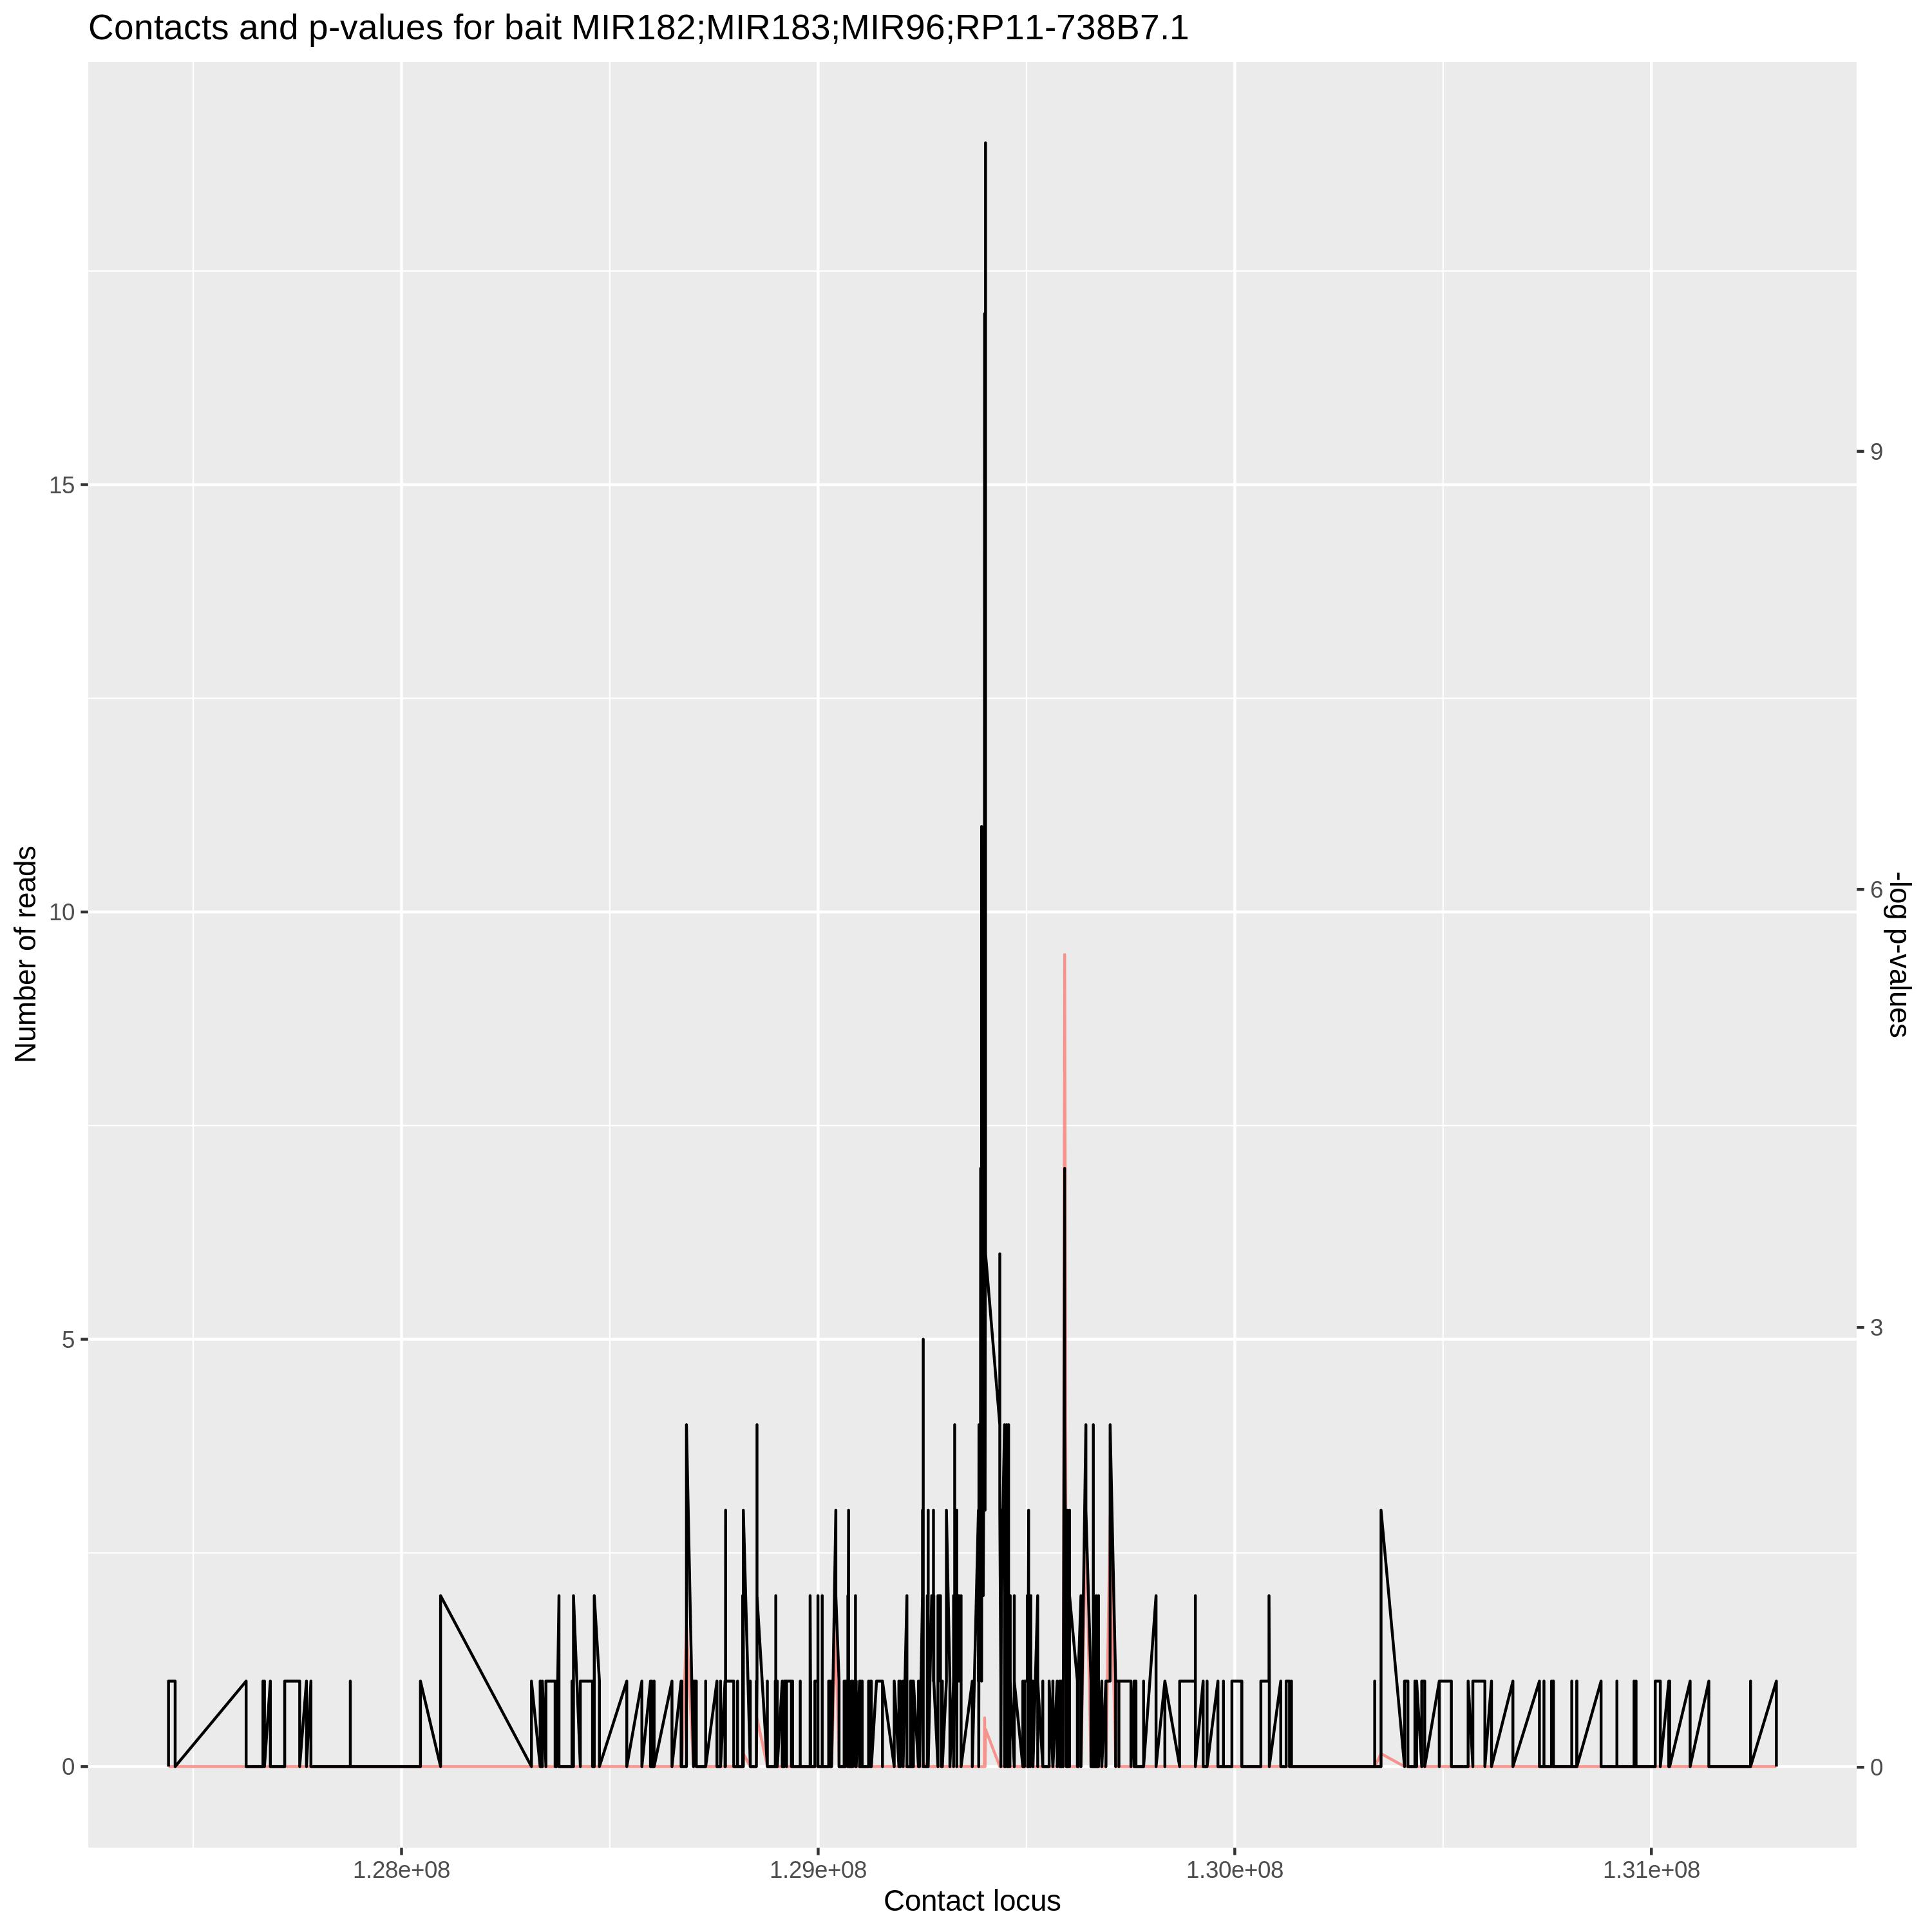 Contacts and p-values for bait MIR182;MIR183;MIR96;RP11-738B7.1
Number of reads
15
10
5
0
9
6
3
0
-log p-values
1.28e+08 1.29e+08 1.30e+08 1.31e+08
Contact locus